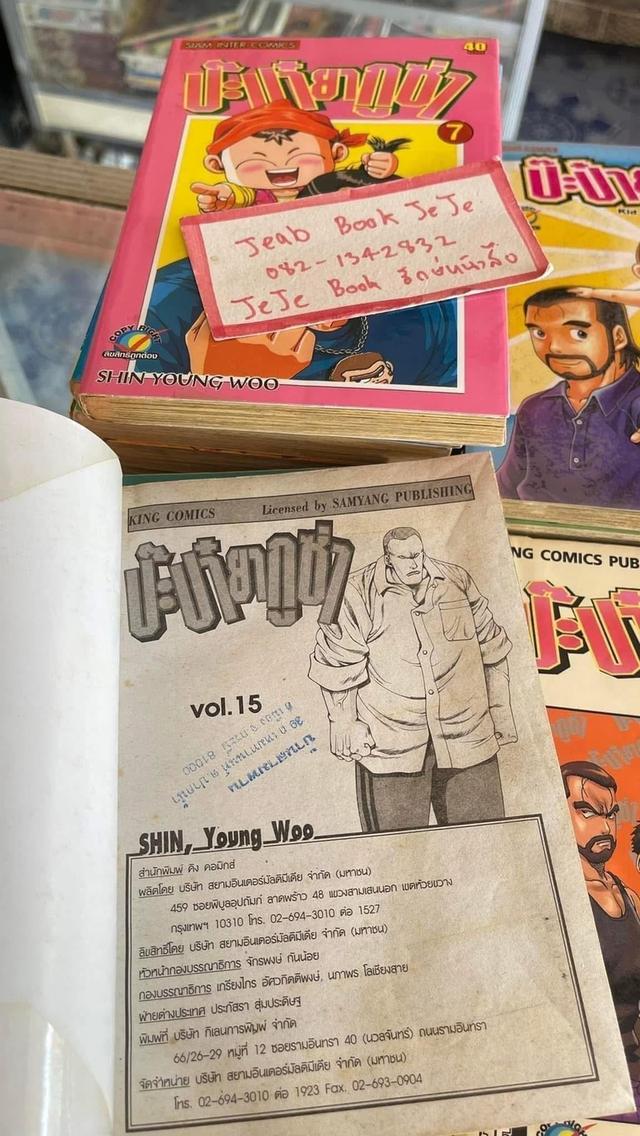 SIAM INTER COMICS
40
ป๊ะป๋ายากูซ่า
7
Jeab Book JeJe
082-1342832
JeJe Book รักษ์หนังสือ
COPY RIGHT
ลิขสิทธิ์ถูกต้อง
SHIN YOUNG WOO
ป๊ะป๋าย
Kid
KING COMICS Licensed by SAMYANG PUBLISHING
ป๊ะป๋ายากูซ่า
vol.15
81000
SHIN, Young Woo
สำนักพิมพ์ คิง คอมิกส์
ผลิตโดย บริษัท สยามอินเตอร์มัลติมีเดีย จำกัด (มหาชน)
459 ซอยพิบูลอุปถัมภ์ ลาดพร้าว 48 แขวงสามเสนนอก เขตห้วยขวาง
กรุงเทพฯ 10310 โทร. 02-694-3010 ต่อ 1527
ลิขสิทธิ์โดย บริษัท สยามอินเตอร์มัลติมีเดีย จำกัด (มหาชน)
หัวหน้ากองบรรณาธิการ จักรพงษ์ กันน้อย
กองบรรณาธิการ เกรียงไกร อัศวกิตติพงษ์, นภาพร โลเชียงสาย
ฝ่ายต่างประเทศ ประภัสรา สุ่มประดิษฐ
พิมพ์ที่ บริษัท กิเลนการพิมพ์ จำกัด
66/26-29 หมู่ที่ 12 ซอยรามอินทรา 40 (นวลจันทร์) ถนนรามอินทรา
จัดจำหน่าย บริษัท สยามอินเตอร์มัลติมีเดีย จำกัด (มหาชน)
โทร. 02-694-3010 ต่อ 1923 Fax. 02-693-0904
NG COMICS PUB
ป๊ะป๋า